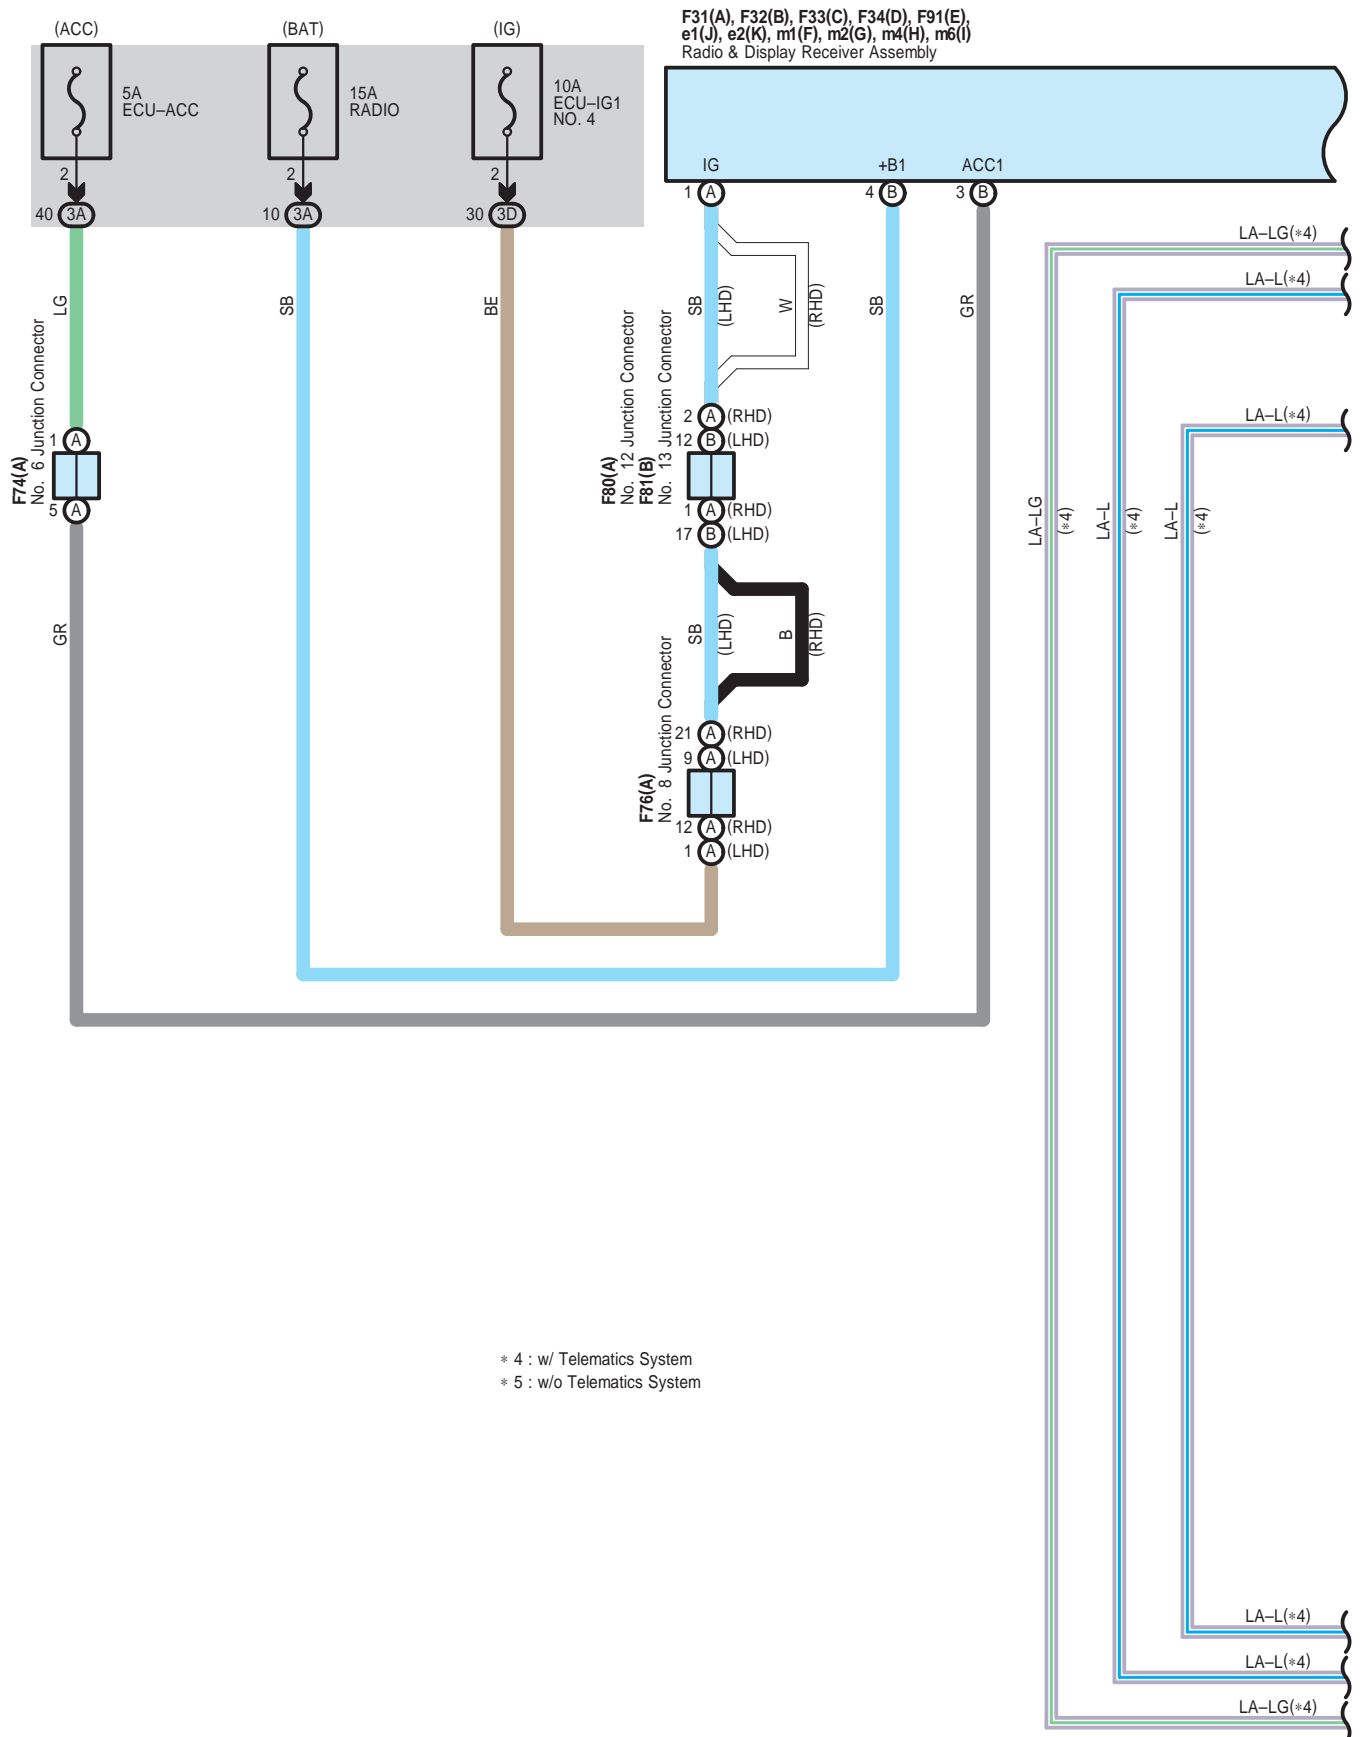 (ACC)
(BAT)
(IG)
F31(A), F32(B), F33(C), F34(D), F91(E),
e1(J), e2(K), m1(F), m2(G), m4(H), m6(I)
Radio & Display Receiver Assembly
5A
ECU–ACC
15A
RADIO
10A
ECU–IG1
NO. 4
2
2
2
40 3A
10 3A
30 3D
IG
+B1
ACC1
1 A
4 B
3 B
LA–LG(∗4)
LA–L(∗4)
LA–L(∗4)
LG
SB
BE
SB
(LHD)
W
(RHD)
SB
GR
F74(A)
No. 6 Junction Connector
1 A
5 A
F80(A)
No. 12 Junction Connector
F81(B)
No. 13 Junction Connector
2 A (RHD)
12 B (LHD)
1 A (RHD)
17 B (LHD)
LA–LG
(∗4)
LA–L
(∗4)
LA–L
(∗4)
GR
SB
(LHD)
B
(RHD)
F76(A)
No. 8 Junction Connector
21 A (RHD)
9 A (LHD)
12 A (RHD)
1 A (LHD)
∗ 4 : w/ Telematics System
∗ 5 : w/o Telematics System
LA–L(∗4)
LA–L(∗4)
LA–LG(∗4)